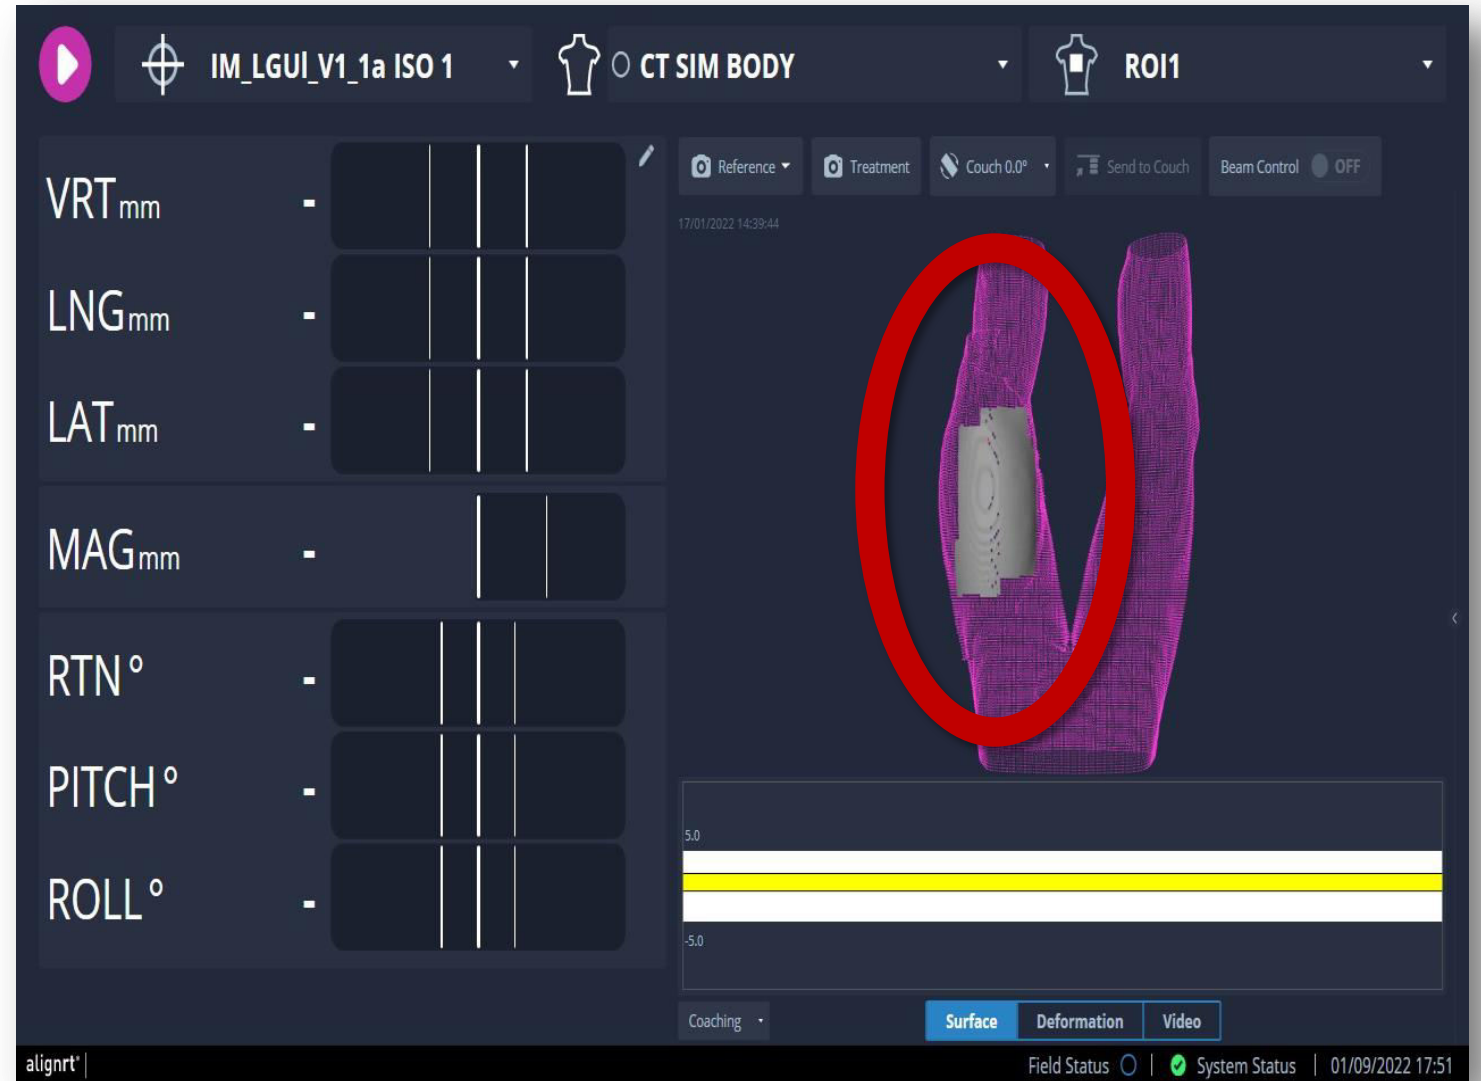 IM_LGUl_V1_1a ISO 1
CT SIM BODY
ROI1
VRT mm -
LNG mm -
LAT mm -
MAG mm -
RTN° -
PITCH° -
ROLL° -
Reference
Treatment
Couch 0.0°
Send to Couch
Beam Control OFF
17/01/2022 14:39:44
5.0
-5.0
Coaching
Surface Deformation Video
alignrt
Field Status | System Status | 01/09/2022 17:51